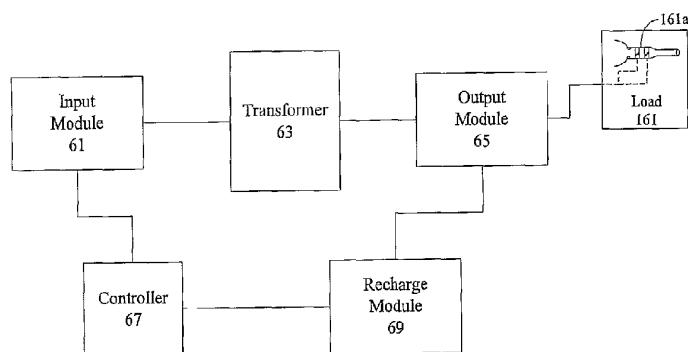 161a
Input
Module
61
Transformer
63
Output
Module
65
Load
161
Controller
67
Recharge
Module
69